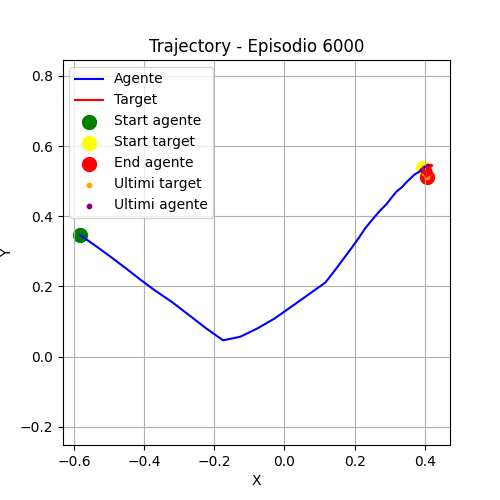 Trajectory - Episodio 6000
Agente
Target
Start agente
Start target
End agente
Ultimi target
Ultimi agente
0.8
0.6
0.4
0.2
0.0
−0.2
Y
−0.6 −0.4 −0.2 0.0 0.2 0.4
X